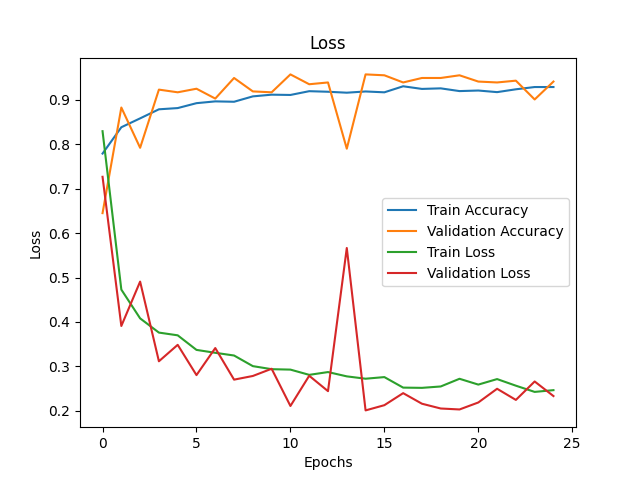 Loss
0.9
0.8
0.7
0.6
0.5
0.4
0.3
0.2
Loss
Train Accuracy
Validation Accuracy
Train Loss
Validation Loss
0 5 10 15 20 25
Epochs